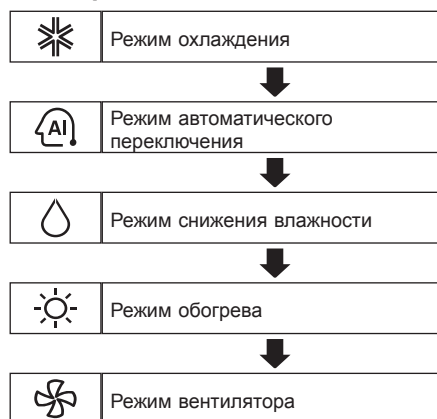 Режим охлаждения
AI
Режим автоматического
переключения
Режим снижения влажности
Режим обогрева
Режим вентилятора